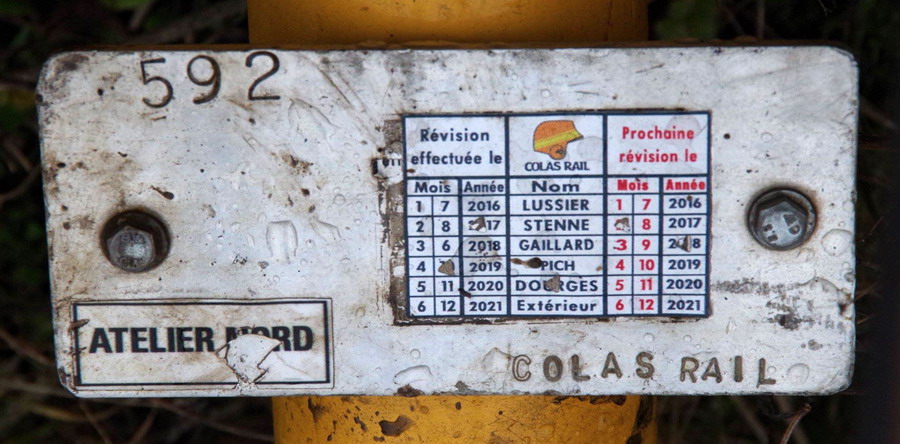 592
Révision
effectuée le
COLAS RAIL
Prochaine
révision le
Mois Année Nom Mois Année
1 7 2016 LUSSIER 1 7 2016
2 8 STENNE 8 2017
3 6 2018 GAILLARD 3 9
4 2019 PICH 4 10 2019
5 11 2020 5 11 2020
6 12 2021 Extérieur 6 12 2021
ATELIER NORD
COLAS RAIL